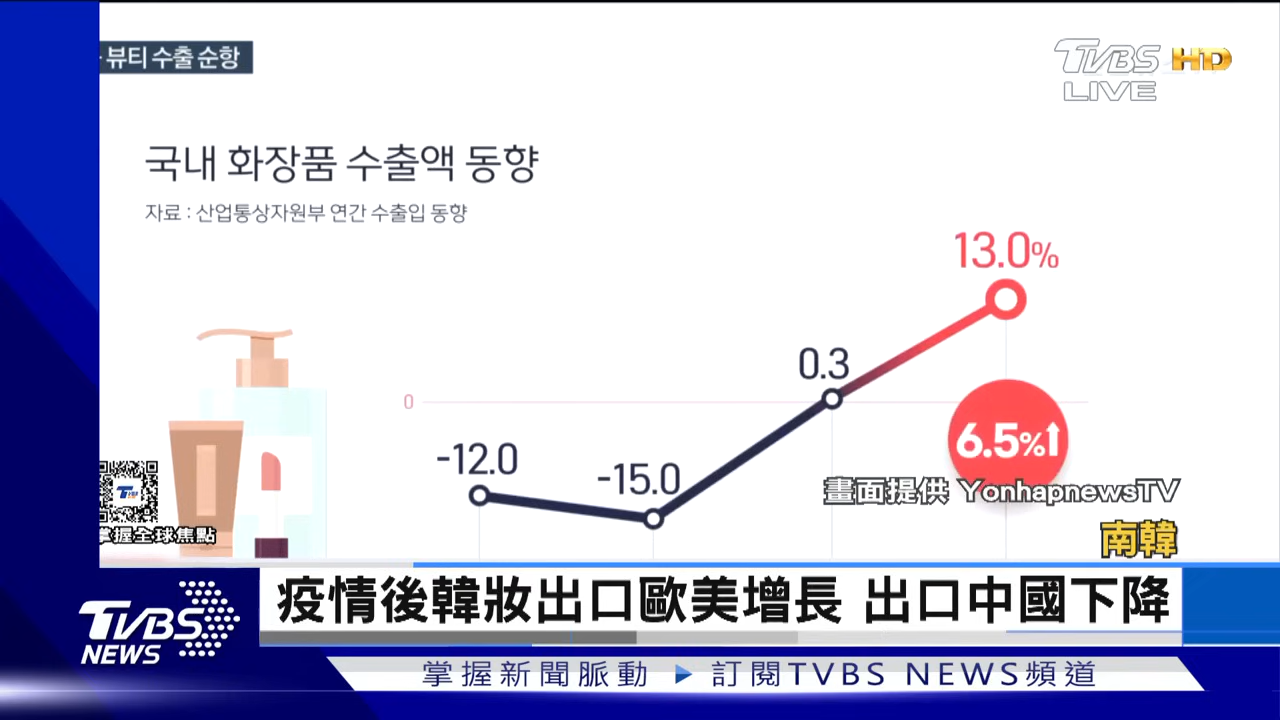 뷰티 수출 순항
TVBS HD
LIVE
국내 화장품 수출액 동향
자료 : 산업통상자원부 연간 수출입 동향
13.0%
0.3
0
-12.0
-15.0
6.5%↑
畫面提供 YonhapnewsTV
掌握全球焦點
南韓
疫情後韓妝出口歐美增長 出口中國下降
TVBS
NEWS
掌握新聞脈動 ▶ 訂閱TVBS NEWS頻道